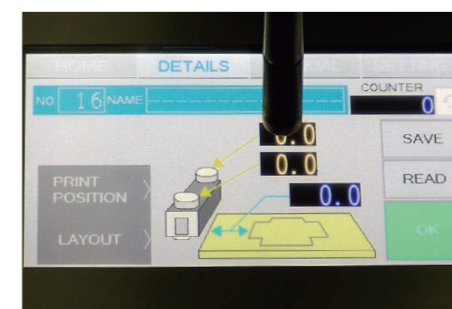 HOME DETAILS
COUNTER
NO. 16 NAME 0
0.0
SAVE
0.0
READ
PRINT
POSITION
0.0
OK
LAYOUT